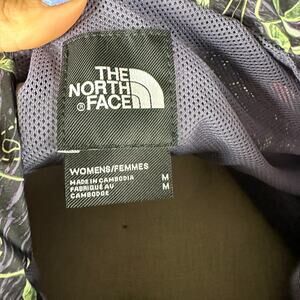 THE
NORTH
FACE
®
WOMENS/FEMMES
MADE IN CAMBODIA M
FABRIQUÉ AU M
CAMBODGE